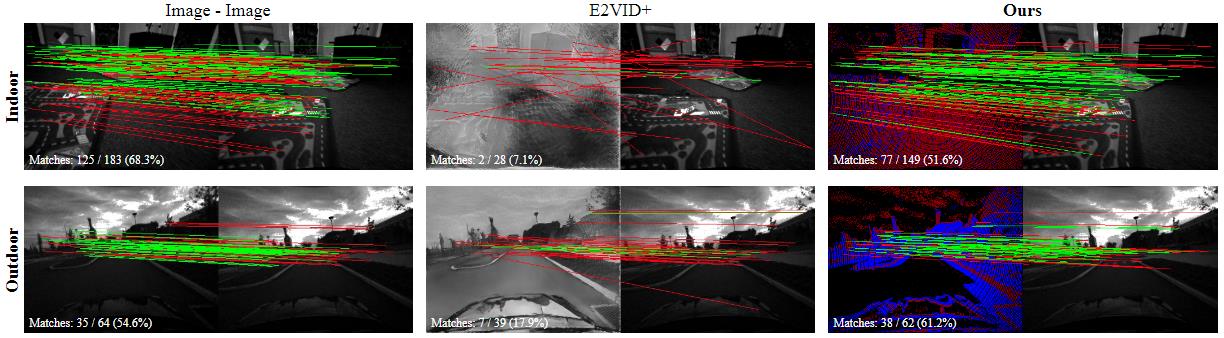 Image - Image
E2VID+
Ours
Indoor
Matches: 125 / 183 (68.3%)
Matches: 2 / 28 (7.1%)
Matches: 77 / 149 (51.6%)
Outdoor
Matches: 35 / 64 (54.6%)
Matches: 7 / 39 (17.9%)
Matches: 38 / 62 (61.2%)